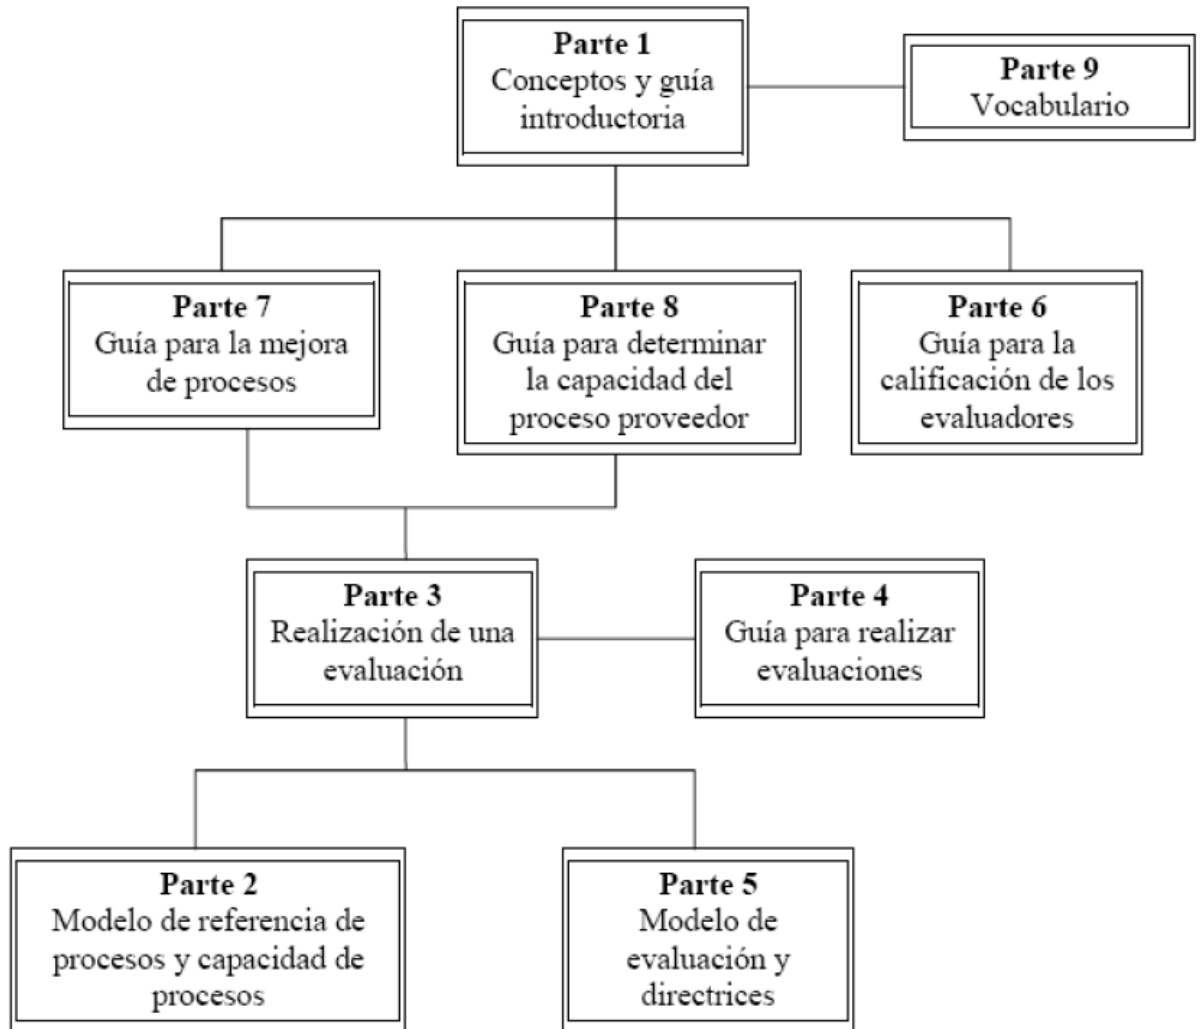 Parte 1
Conceptos y guía
introductoria
Parte 9
Vocabulario
Parte 7
Guía para la mejora
de procesos
Parte 8
Guía para determinar
la capacidad del
proceso proveedor
Parte 6
Guía para la
calificación de los
evaluadores
Parte 3
Realización de una
evaluación
Parte 4
Guía para realizar
evaluaciones
Parte 2
Modelo de referencia de
procesos y capacidad de
procesos
Parte 5
Modelo de
evaluación y
directrices